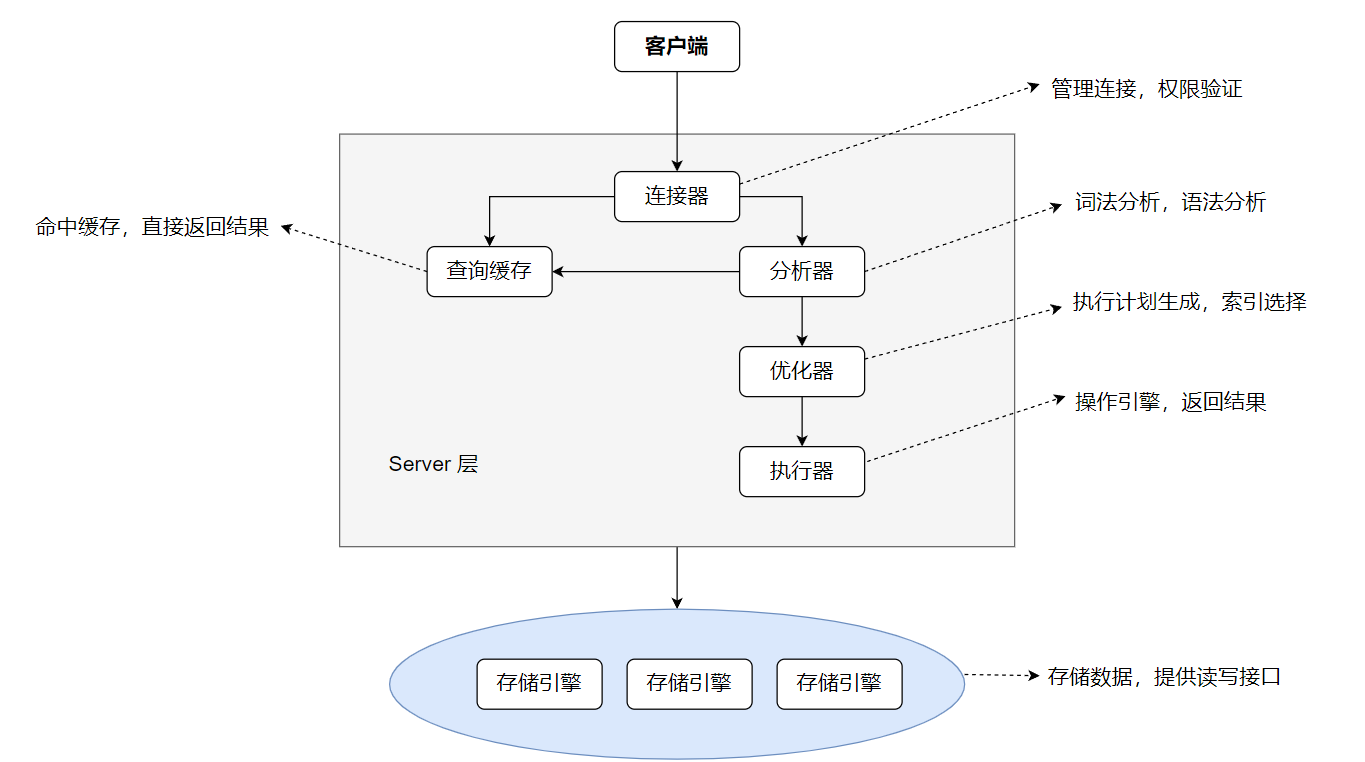 客户端
管理连接，权限验证
连接器
词法分析，语法分析
命中缓存，直接返回结果
查询缓存
分析器
执行计划生成，索引选择
优化器
操作引擎，返回结果
Server 层
执行器
存储引擎
存储引擎
存储引擎
存储数据，提供读写接口